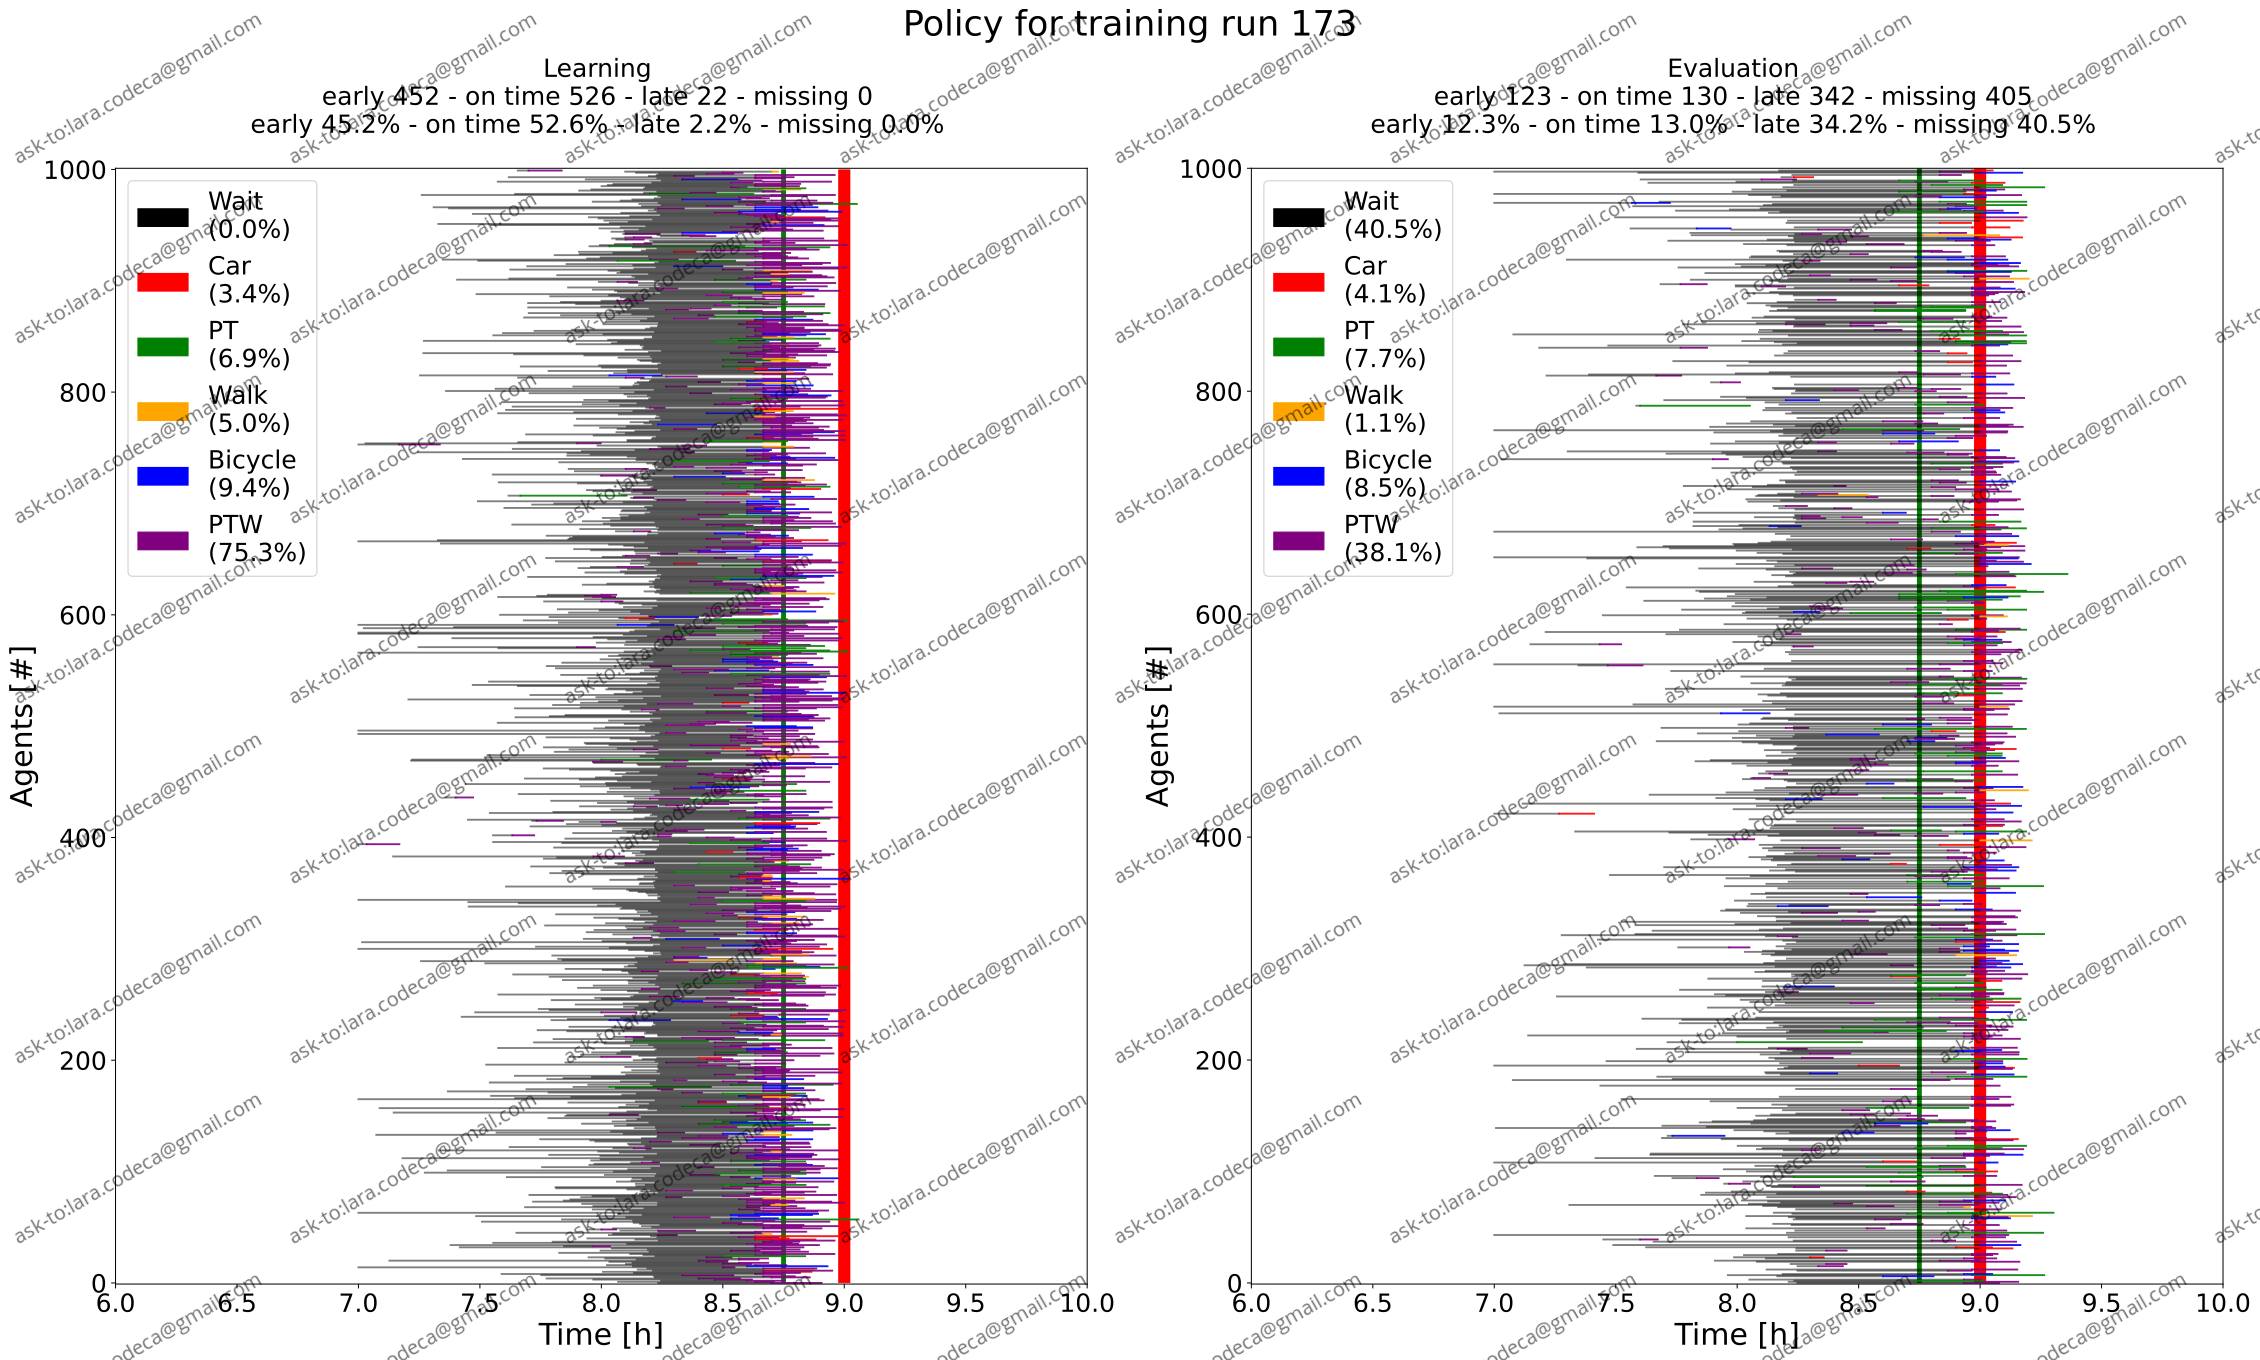 Policy for training run 173
Learning
early 452 - on time 526 - late 22 - missing 0
early 45.2% - on time 52.6% - late 2.2% - missing 0.0%
Evaluation
early 123 - on time 130 - late 342 - missing 405
early 12.3% - on time 13.0% - late 34.2% - missing 40.5%
Agents [#]
1000
800
600
400
200
0
Wait
(0.0%)
Car
(3.4%)
PT
(6.9%)
Walk
(5.0%)
Bicycle
(9.4%)
PTW
(75.3%)
6.0 6.5 7.0 7.5 8.0 8.5 9.0 9.5 10.0
Time [h]
Agents [#]
1000
800
600
400
200
0
Wait
(40.5%)
Car
(4.1%)
PT
(7.7%)
Walk
(1.1%)
Bicycle
(8.5%)
PTW
(38.1%)
6.0 6.5 7.0 7.5 8.0 8.5 9.0 9.5 10.0
Time [h]
ask-to:lara.codeca@gmail.com